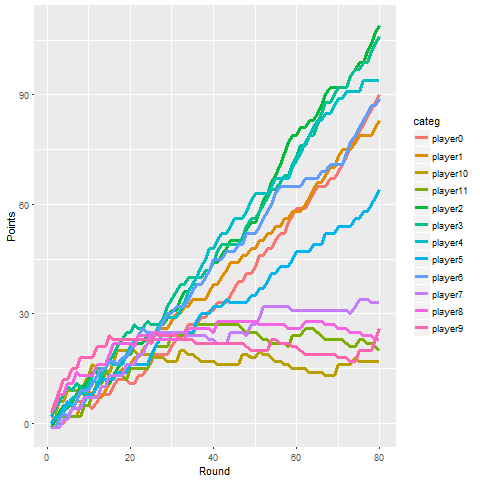 90
60
30
0
Points
0
20
40
60
80
Round
categ
player0
player1
player10
player11
player2
player3
player4
player5
player6
player7
player8
player9